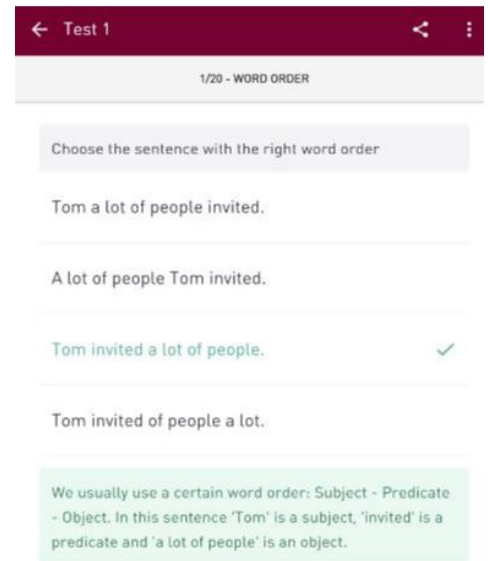 Test 1
1/20 - WORD ORDER
Choose the sentence with the right word order
Tom a lot of people invited.
A lot of people Tom invited.
Tom invited a lot of people.
Tom invited of people a lot.
We usually use a certain word order: Subject - Predicate
- Object. In this sentence 'Tom' is a subject, 'invited' is a
predicate and 'a lot of people' is an object.